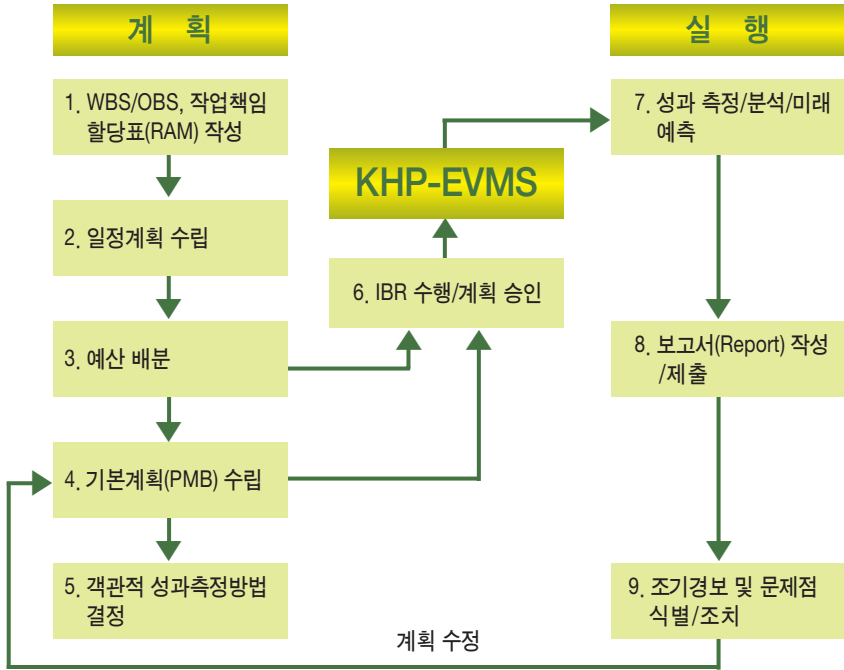 계 획
1. WBS/OBS, 작업책임
할당표(RAM) 작성
2. 일정계획 수립
3. 예산 배분
4. 기본계획(PMB) 수립
5. 객관적 성과측정방법
결정
KHP-EVMS
6. IBR 수행/계획 승인
실 행
7. 성과 측정/분석/미래
예측
8. 보고서(Report) 작성
/제출
9. 조기경보 및 문제점
식별/조치
계획 수정